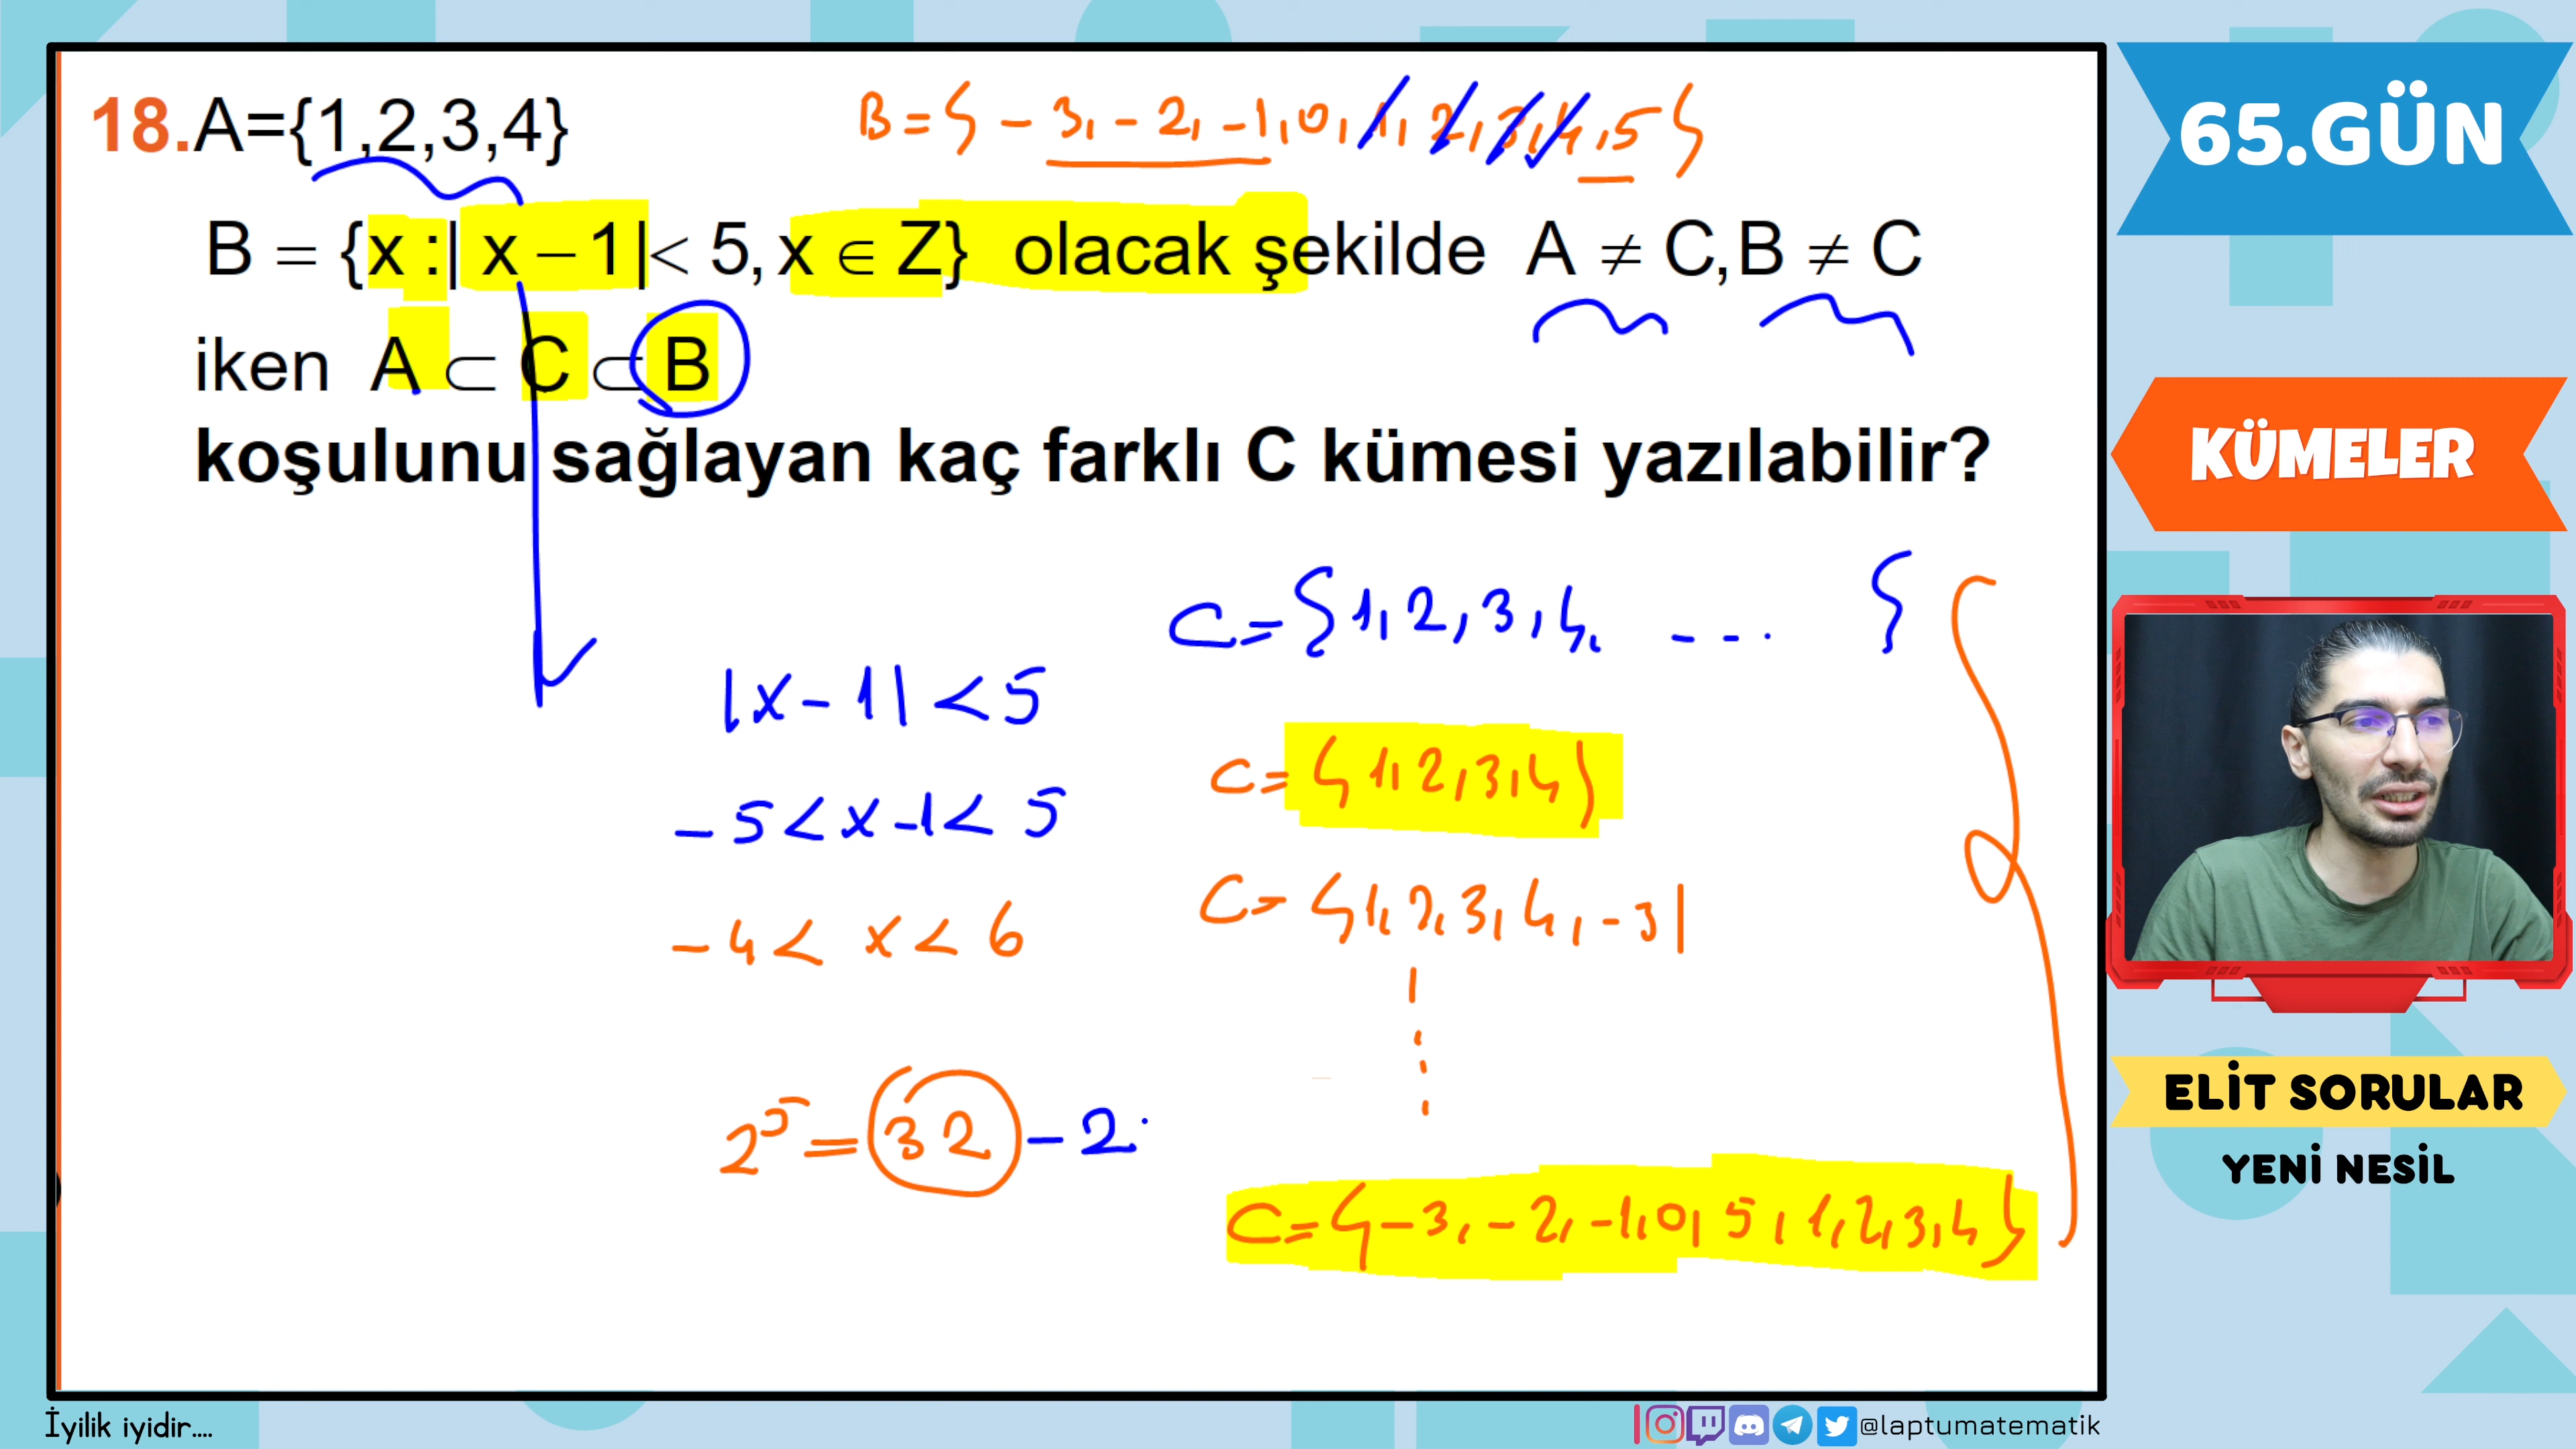 18. A={1,2,3,4}
B = { -3, -2, -1, 0, 1, 2, 3, 4, 5 }
B = {x :| x − 1|< 5, x ∈ Z} olacak şekilde A ≠ C, B ≠ C
iken A ⊂ C ⊂ B
koşulunu sağlayan kaç farklı C kümesi yazılabilir?
C = { 1, 2, 3, 4, --- }
|x - 1| < 5
C = { 1, 2, 3, 4 }
-5 < x - 1 < 5
C = { 1, 2, 3, 4, -3 |
-4 < x < 6
2⁵ = 32 - 2
C = { -3, -2, -1, 0, 5, 1, 2, 3, 4 }
65.GÜN
KÜMELER
ELİT SORULAR
YENİ NESİL
İyilik iyidir....
@laptumatematik